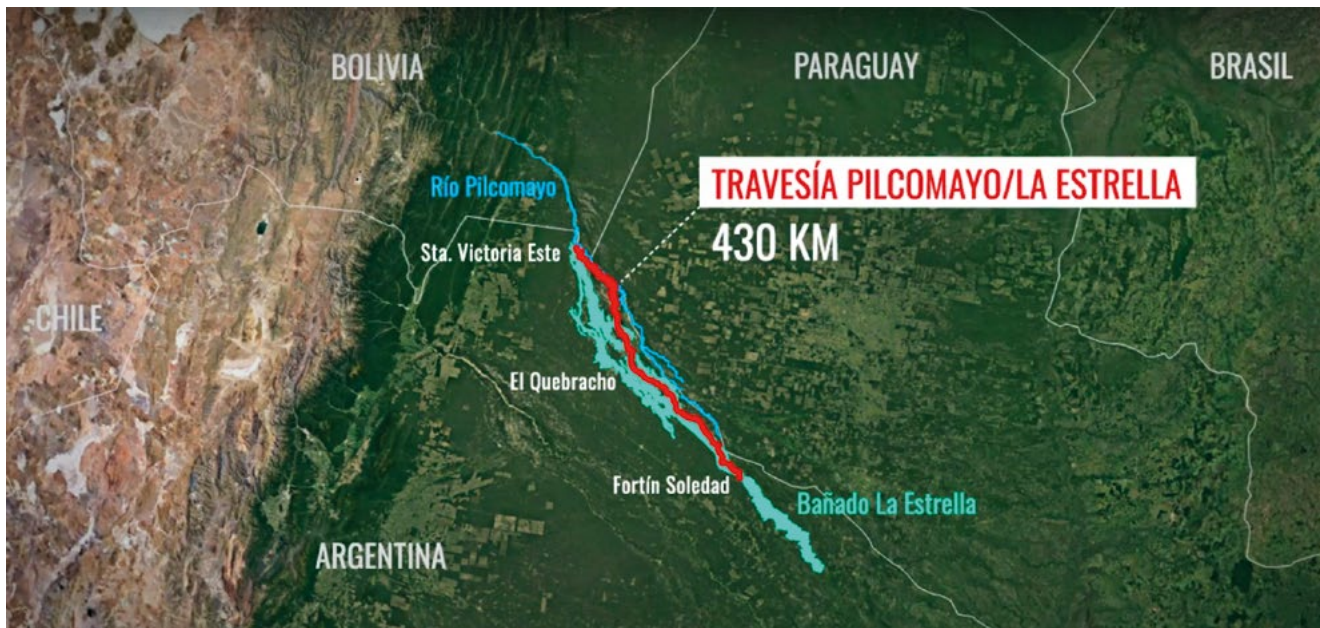 BOLIVIA
PARAGUAY
BRASIL
Río Pilcomayo
TRAVESÍA PILCOMAYO/LA ESTRELLA
430 KM
Sta. Victoria Este
CHILE
El Quebracho
Fortín Soledad
Bañado La Estrella
ARGENTINA